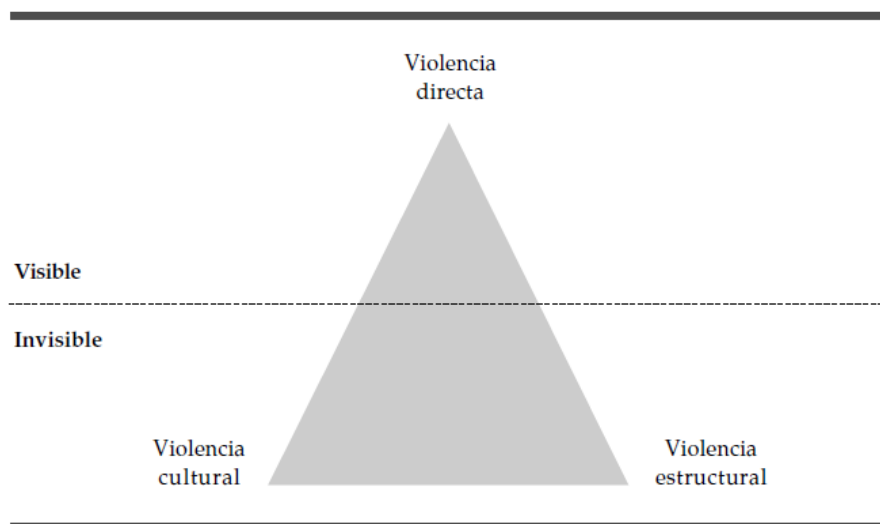 Violencia
directa
Visible
Invisible
Violencia
cultural
Violencia
estructural